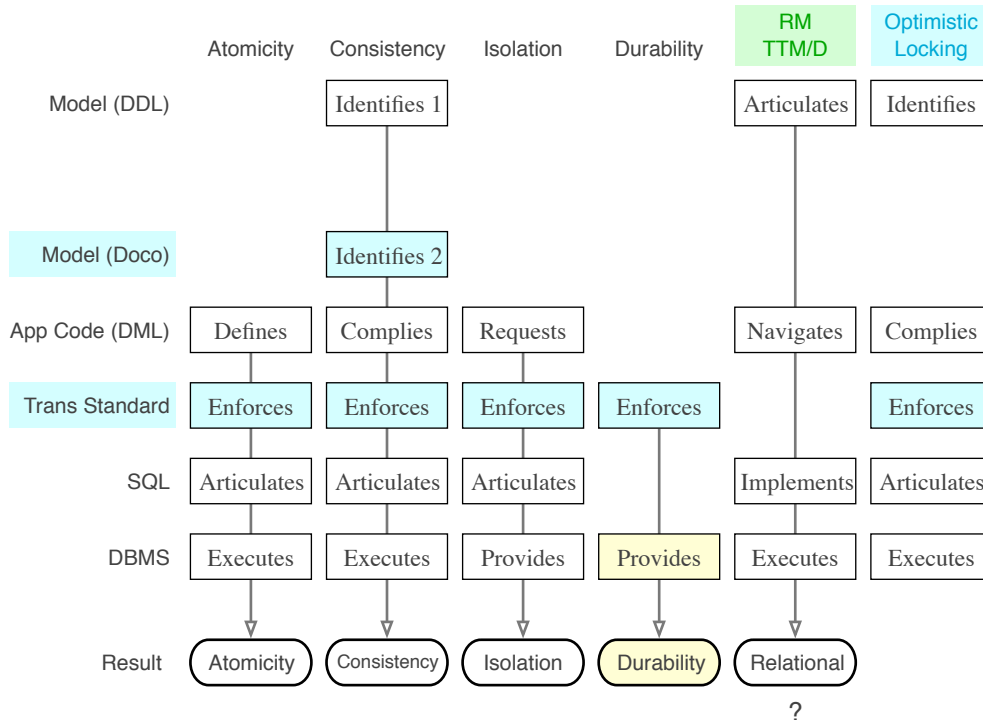 Atomicity Consistency Isolation Durability RM TTM/D Optimistic Locking
Model (DDL) Identifies 1 Articulates Identifies
Model (Doco) Identifies 2
App Code (DML) Defines Complies Requests Navigates Complies
Trans Standard Enforces Enforces Enforces Enforces Enforces
SQL Articulates Articulates Articulates Implements Articulates
DBMS Executes Executes Provides Provides Executes Executes
Result Atomicity Consistency Isolation Durability Relational
?